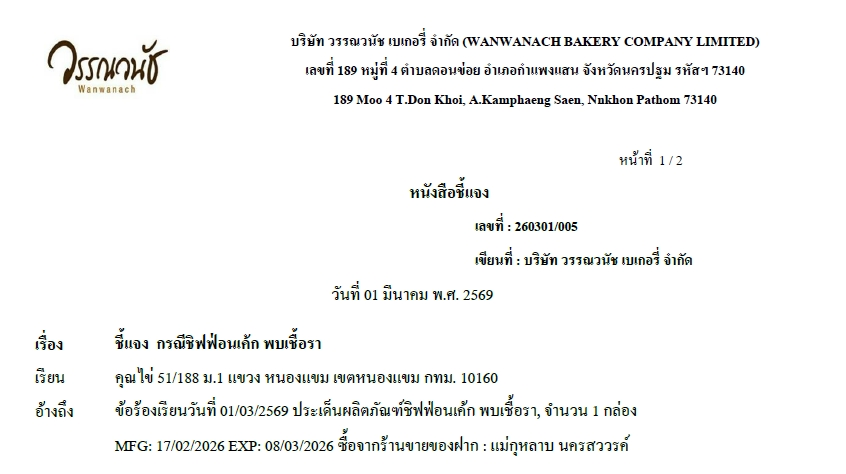 วรรณวนัช
Wanwanach
บริษัท วรรณวนัช เบเกอรี่ จำกัด (WANWANACH BAKERY COMPANY LIMITED)
เลขที่ 189 หมู่ที่ 4 ตำบลดอนข่อย อำเภอกำแพงแสน จังหวัดนครปฐม รหัสฯ 73140
189 Moo 4 T.Don Khoi, A.Kamphaeng Saen, Nnkhon Pathom 73140
หน้าที่ 1 / 2
หนังสือชี้แจง
เลขที่ : 260301/005
เขียนที่ : บริษัท วรรณวนัช เบเกอรี่ จำกัด
วันที่ 01 มีนาคม พ.ศ. 2569
เรื่อง ชี้แจง กรณีชิฟฟ่อนเค้ก พบเชื้อรา
เรียน คุณไข่ 51/188 ม.1 แขวง หนองแขม เขตหนองแขม กทม. 10160
อ้างถึง ข้อร้องเรียนวันที่ 01/03/2569 ประเด็นผลิตภัณฑ์ชิฟฟ่อนเค้ก พบเชื้อรา, จำนวน 1 กล่อง
MFG: 17/02/2026 EXP: 08/03/2026 ซื้อจากร้านขายของฝาก : แม่กุหลาบ นครสววรค์